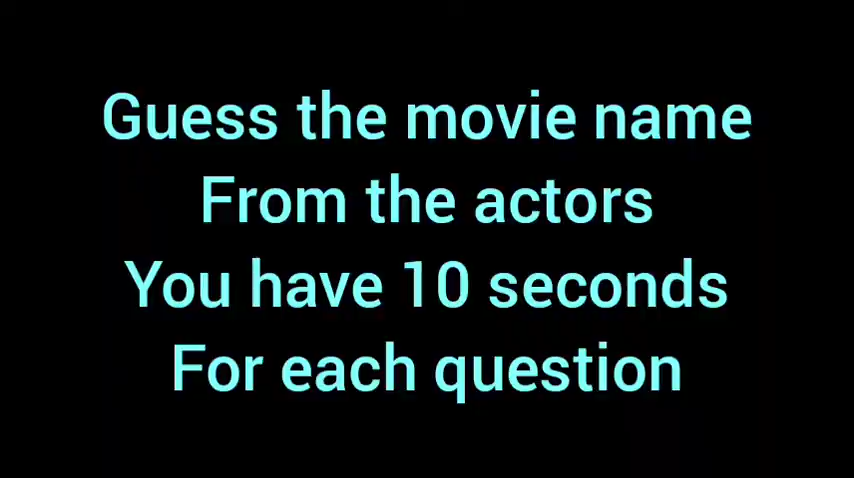 Guess the movie name
From the actors
You have 10 seconds
For each question